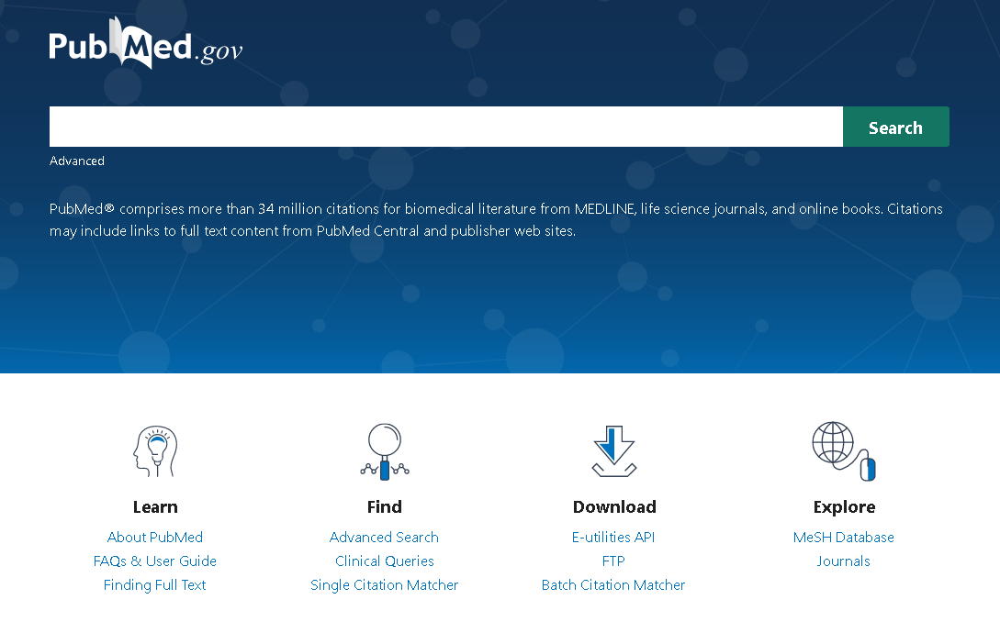 PubMed.gov
Search
Advanced
PubMed® comprises more than 34 million citations for biomedical literature from MEDLINE, life science journals, and online books. Citations
may include links to full text content from PubMed Central and publisher web sites.
Learn
About PubMed
FAQs & User Guide
Finding Full Text
Find
Advanced Search
Clinical Queries
Single Citation Matcher
Download
E-utilities API
FTP
Batch Citation Matcher
Explore
MeSH Database
Journals